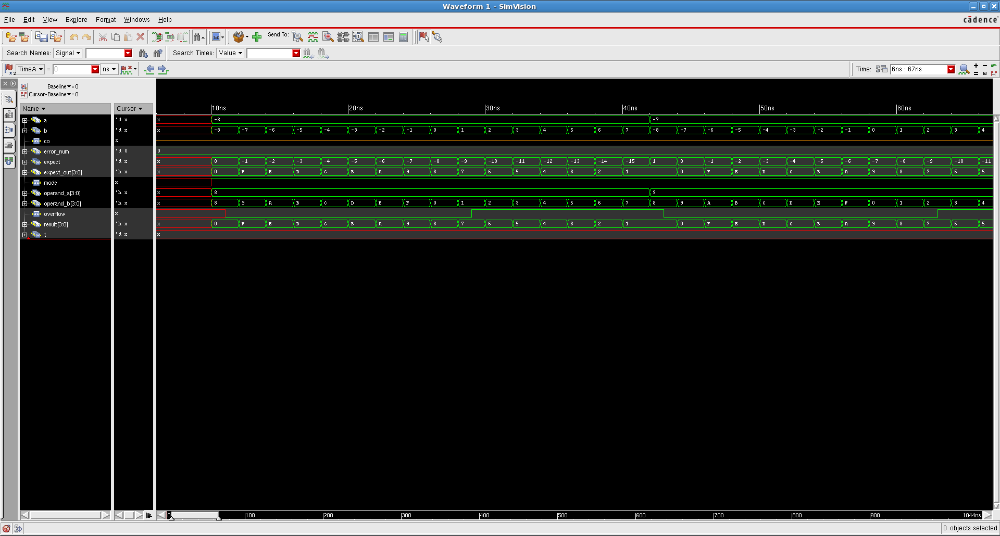 Waveform 1 - SimVision
File Edit View Explore Format Windows Help
cādence
Send To:
Search Names: Signal Search Times: Value
TimeA = 0 ns Time: 6ns : 67ns
Baseline = 0
Cursor-Baseline = 0
Name Cursor 10ns 20ns 30ns 40ns 50ns 60ns
a 'd x x -8 -7
b 'd x x -8 -7 -6 -5 -4 -3 -2 -1 0 1 2 3 4 5 6 7 -8 -7 -6 -5 -4 -3 -2 -1 0 1 2 3 4
co z
error_num 'd 0 0
expect 'd x x 0 -1 -2 -3 -4 -5 -6 -7 -8 -9 -10 -11 -12 -13 -14 -15 1 0 -1 -2 -3 -4 -5 -6 -7 -8 -9 -10 -11
expect_out[3:0] 'h x x 0 F E D C B A 9 8 7 6 5 4 3 2 1 0 F E D C B A 9 8 7 6 5
mode x
operand_a[3:0] 'h x x 8 9
operand_b[3:0] 'h x x 8 9 A B C D E F 0 1 2 3 4 5 6 7 8 9 A B C D E F 0 1 2 3 4
overflow x
result[3:0] 'h x x 0 F E D C B A 9 8 7 6 5 4 3 2 1 0 F E D C B A 9 8 7 6 5
t 'd x x
0 100 200 300 400 500 600 700 800 900 1044ns
0 objects selected